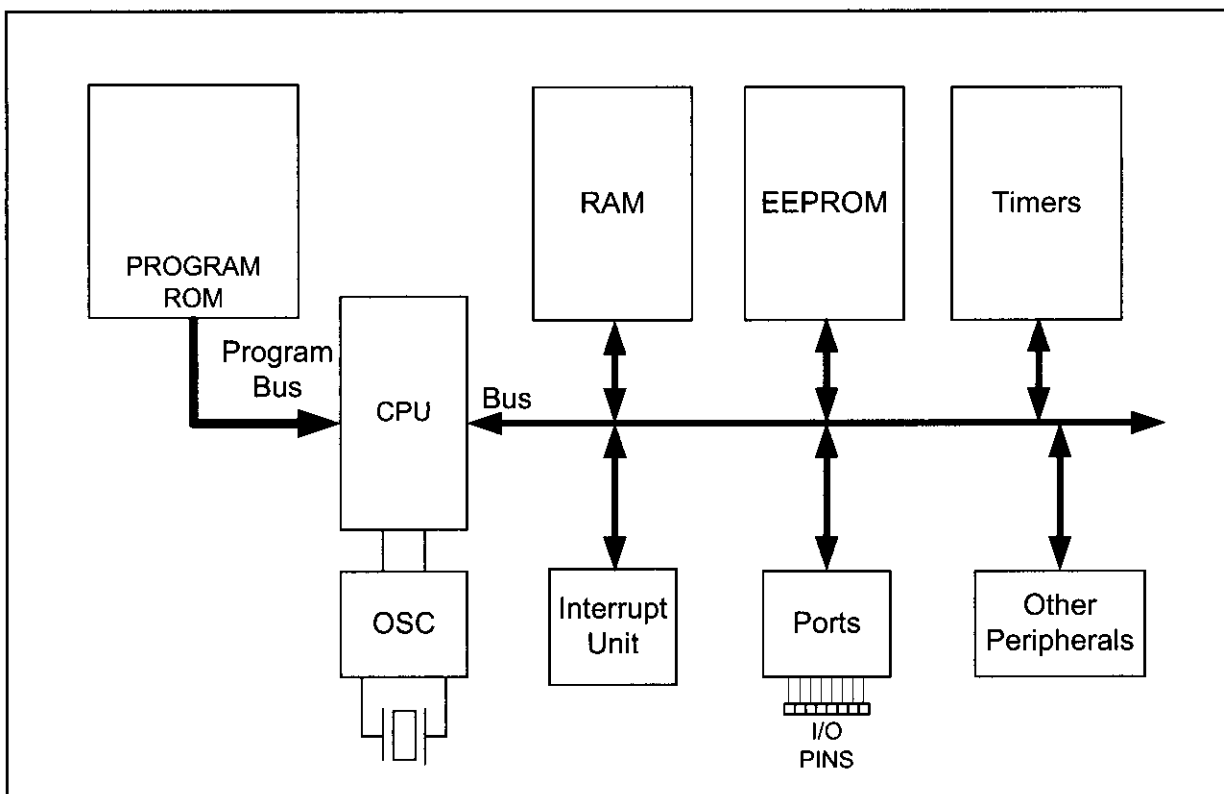 RAM
EEPROM
Timers
PROGRAM
ROM
Program
Bus
CPU
Bus
OSC
Interrupt
Unit
Ports
Other
Peripherals
I/O
PINS